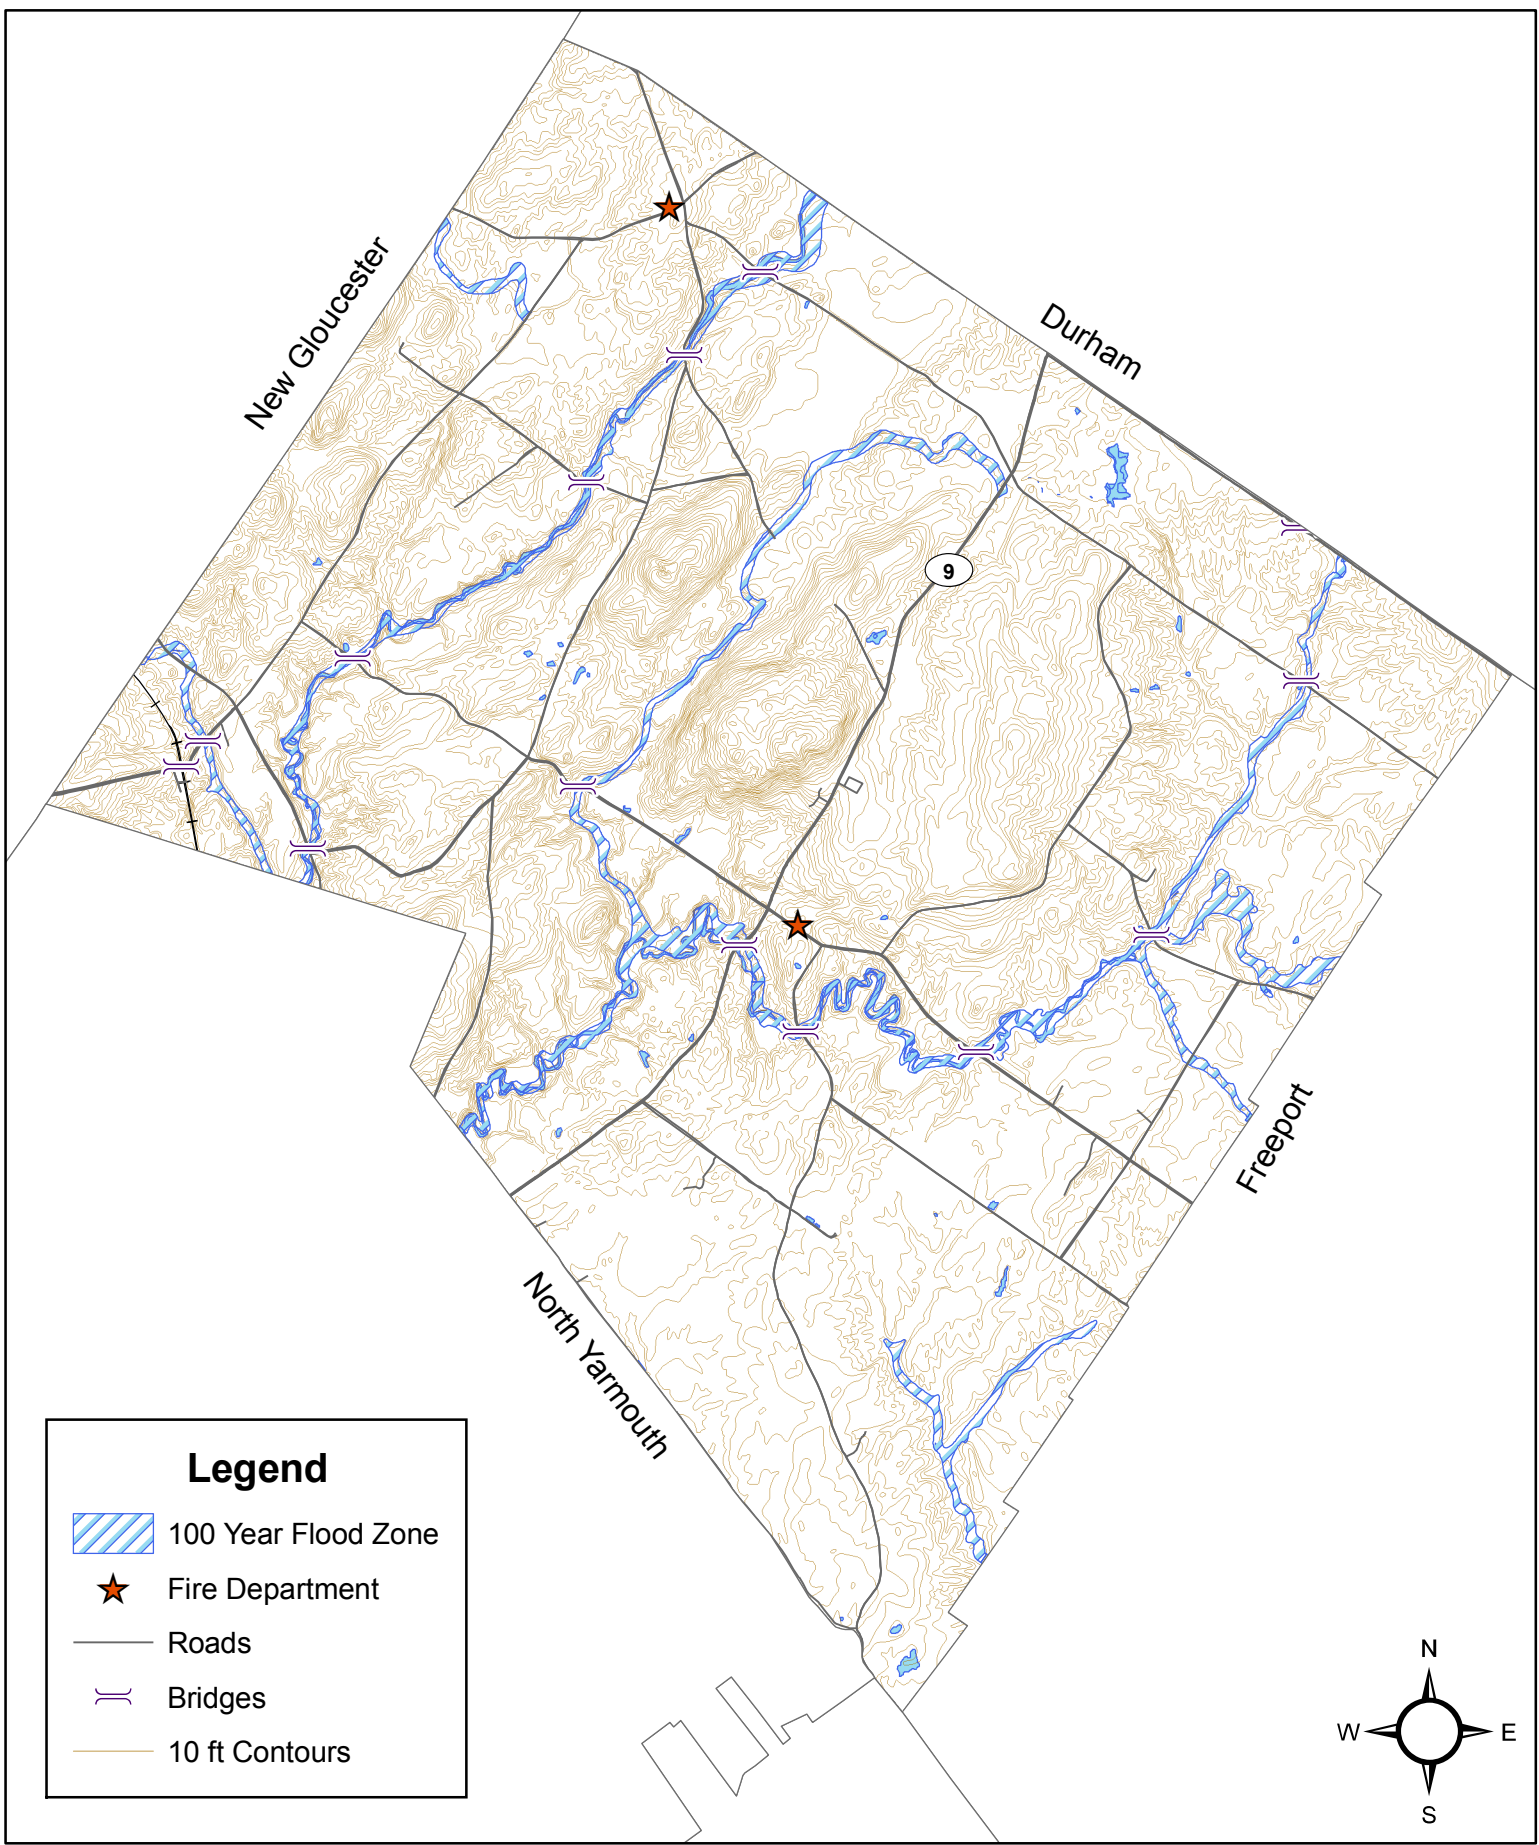 New Gloucester
Durham
9
Freeport
North Yarmouth
Legend
100 Year Flood Zone
Fire Department
Roads
Bridges
10 ft Contours
N
W E
S